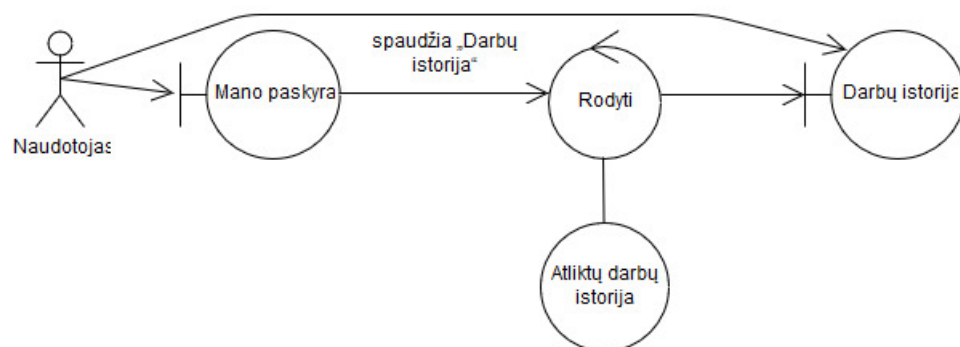 spaudžia „Darbų
istorija“
Mano paskyra
Rodyti
Darbų istorija
Naudotojas
Atliktų darbų
istorija